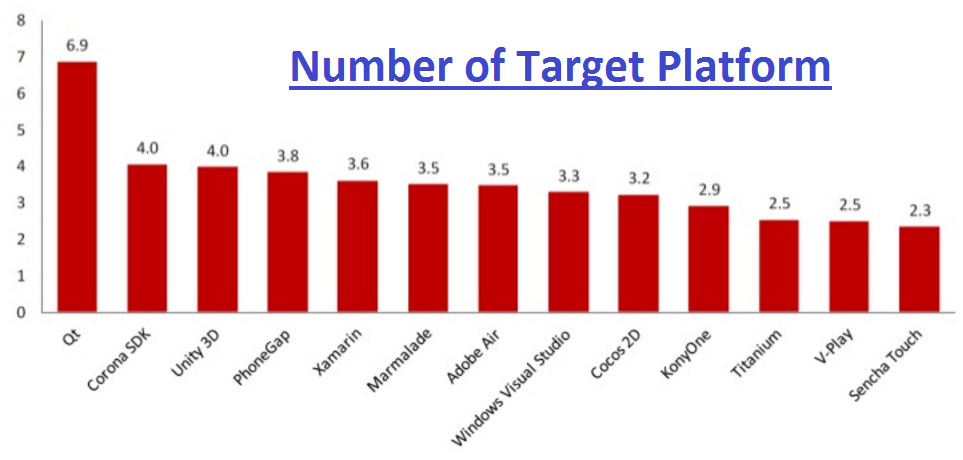 Number of Target Platform
8
7
6
5
4
3
2
1
0
6.9
4.0
4.0
3.8
3.6
3.5
3.5
3.3
3.2
2.9
2.5
2.5
2.3
Qt
Corona SDK
Unity 3D
PhoneGap
Xamarin
Marmalade
Adobe Air
Windows Visual Studio
Cocos 2D
KonyOne
Titanium
V-Play
Sencha Touch